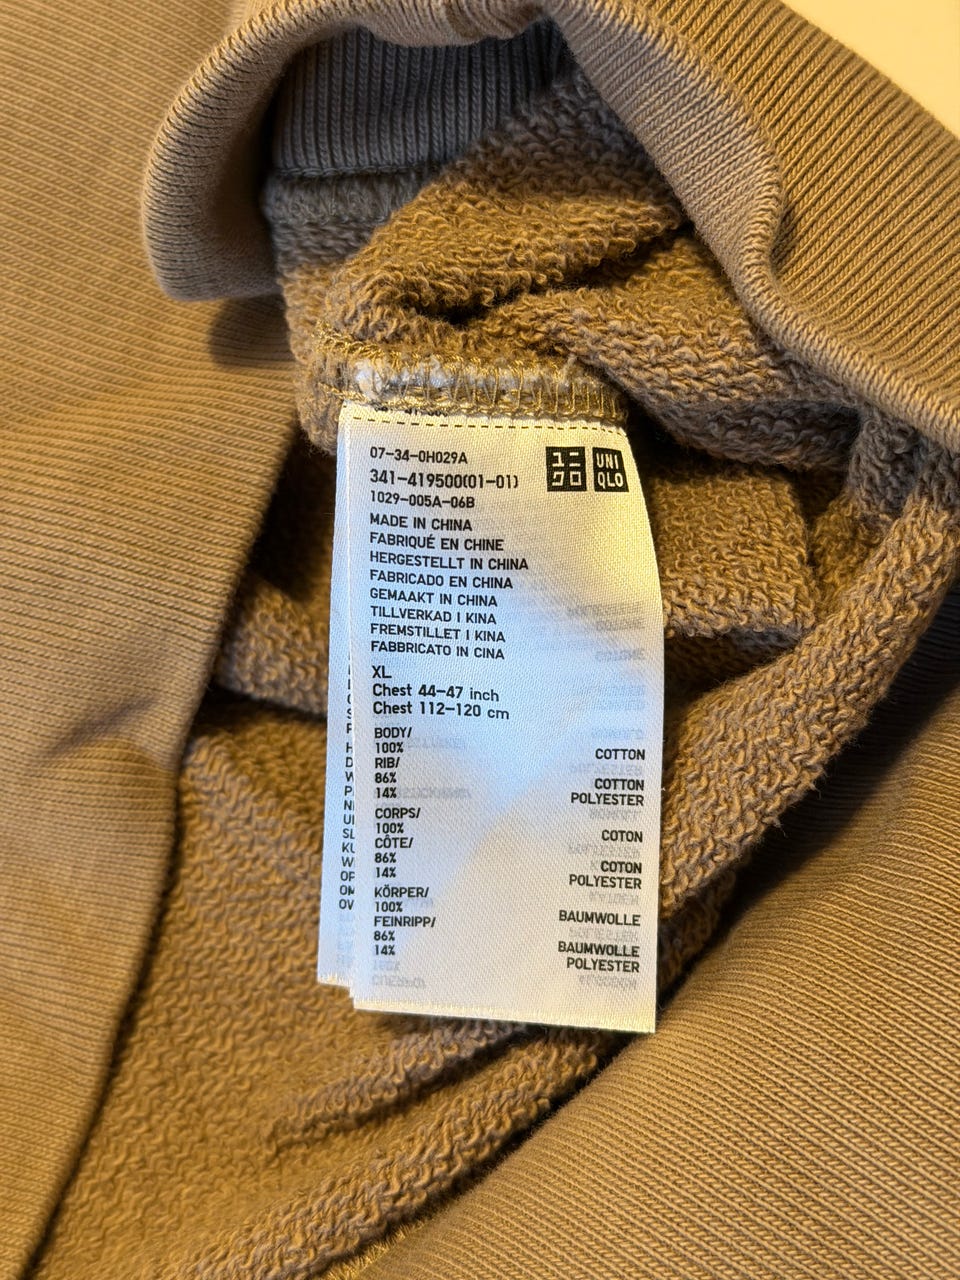 07-34-0H029A
341-419500(01-01)
1029-005A-06B
ユニ
クロ
UNI
QLO
MADE IN CHINA
FABRIQUÉ EN CHINE
HERGESTELLT IN CHINA
FABRICADO EN CHINA
GEMAAKT IN CHINA
TILLVERKAD I KINA
FREMSTILLET I KINA
FABBRICATO IN CINA
XL
Chest 44-47 inch
Chest 112-120 cm
BODY/
100% COTTON
RIB/
86% COTTON
14% POLYESTER
CORPS/
100% COTON
CÔTE/
86% COTON
14% POLYESTER
KÖRPER/
100% BAUMWOLLE
FEINRIPP/
86% BAUMWOLLE
14% POLYESTER